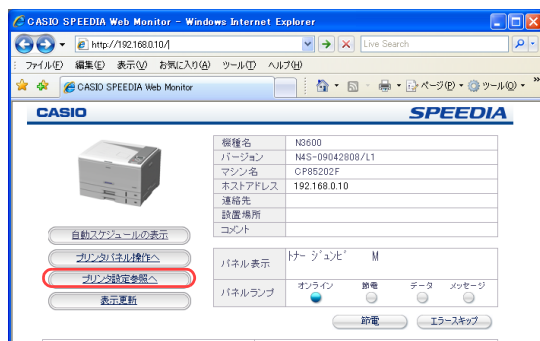 CASIO SPEEDIA Web Monitor - Windows Internet Explorer
http://192.168.0.10/
Live Search
ファイル(F) 編集(E) 表示(V) お気に入り(A) ツール(T) ヘルプ(H)
CASIO SPEEDIA Web Monitor
ページ(P) ツール(O) »
CASIO SPEEDIA
機種名 N3600
バージョン N4S-09042808/L1
マシン名 CP85202F
ホストアドレス 192.168.0.10
連絡先
設置場所
コメント
自動スケジュールの表示
プリンタパネル操作へ
プリンタ設定参照へ
表示更新
パネル表示 トナー ジュンビ M
パネルランプ オンライン 節電 データ メッセージ
節電 エラースキップ